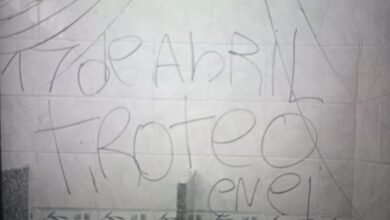 17 de AbRIL
TIROTEO
en el